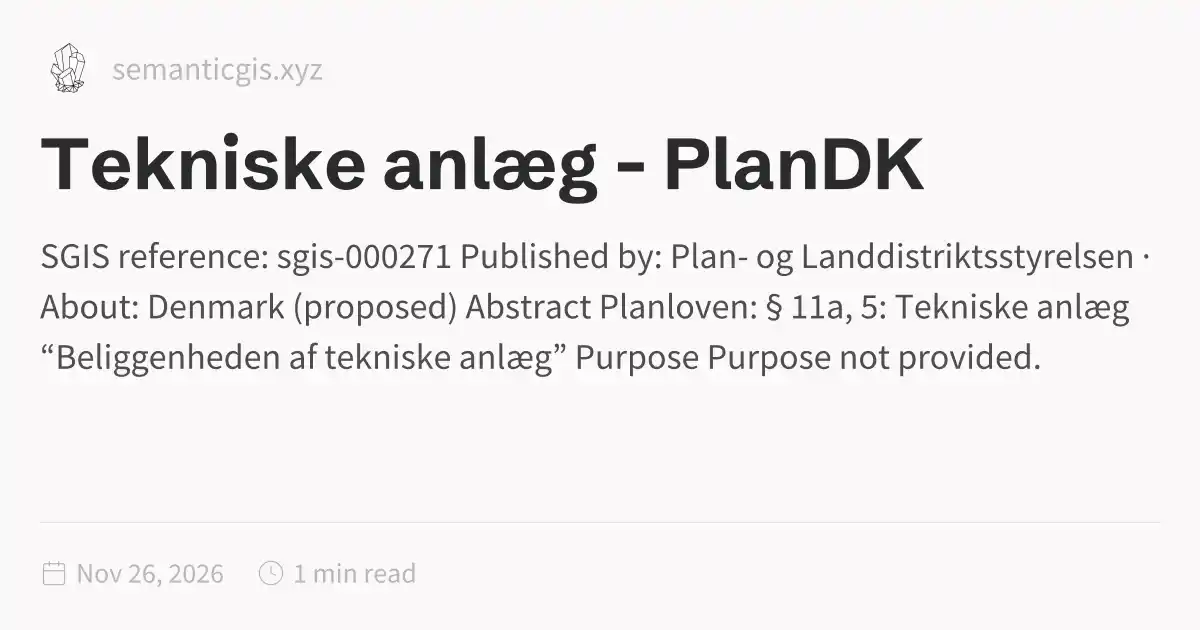 semanticgis.xyz
Tekniske anlæg - PlanDK
SGIS reference: sgis-000271 Published by: Plan- og Landdistriktsstyrelsen ·
About: Denmark (proposed) Abstract Planloven: § 11a, 5: Tekniske anlæg
“Beliggenheden af tekniske anlæg” Purpose Purpose not provided.
Nov 26, 2026 1 min read